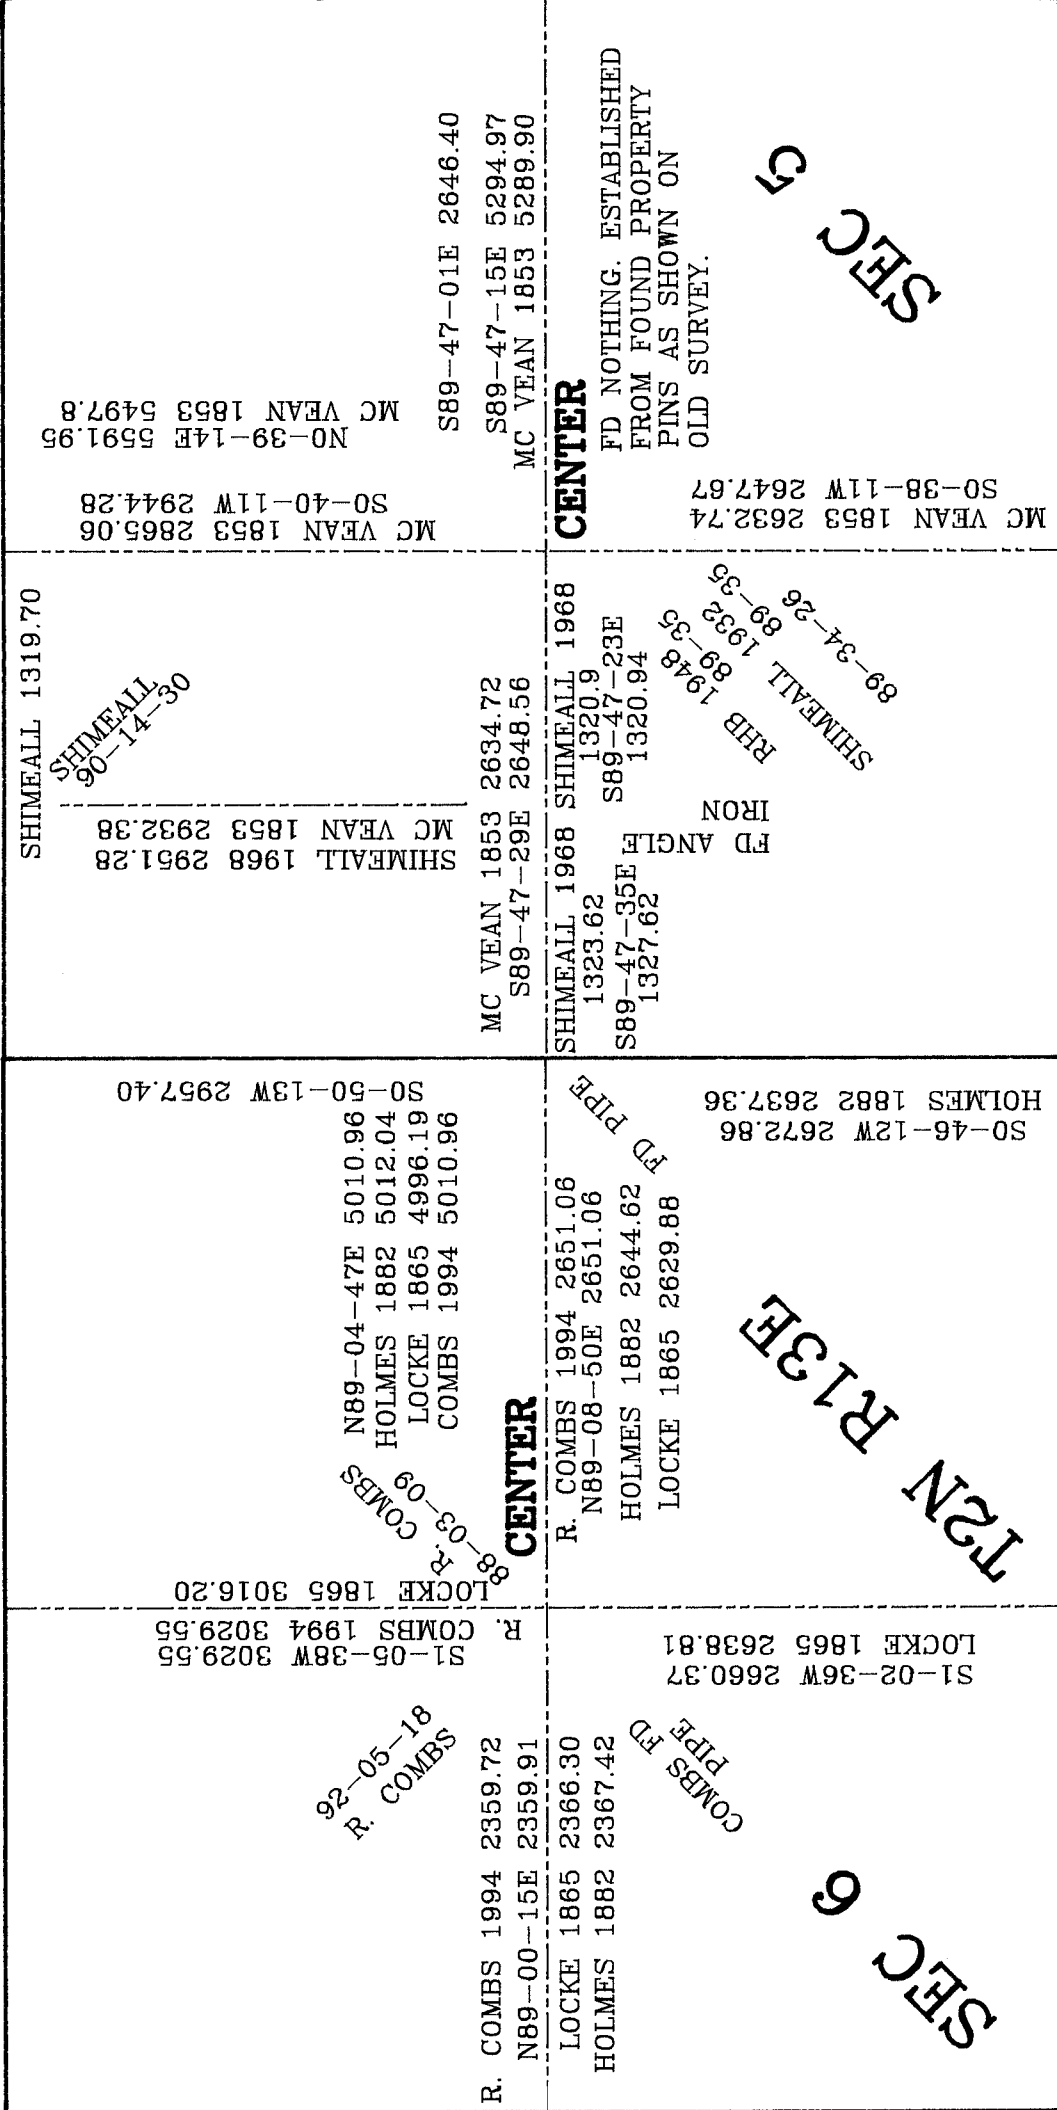 SHIMEALL 1319.70
SHIMEALL
90-14-30
SHIMEALL 1968 2951.28
MC VEAN 1853 2932.38
MC VEAN 1853 2634.72
S89-47-29E 2648.56
SHIMEALL 1968
1323.62
S89-47-35E
1327.62
SHIMEALL 1968
1320.9
S89-47-23E
1320.94
FD ANGLE
IRON
RHB 1948
89-35
SHIMEALL 1932
89-35
89-34-26
N0-39-14E 5591.95
MC VEAN 1853 5497.8
MC VEAN 1853 2865.06
S0-40-11W 2944.28
S89-47-01E 2646.40
S89-47-15E 5294.97
MC VEAN 1853 5289.90
CENTER
FD NOTHING. ESTABLISHED
FROM FOUND PROPERTY
PINS AS SHOWN ON
OLD SURVEY.
MC VEAN 1853 2632.74
S0-38-11W 2647.67
SEC 5
S0-50-13W 2957.40
N89-04-47E 5010.96
HOLMES 1882 5012.04
LOCKE 1865 4996.19
COMBS 1994 5010.96
R. COMBS
88-03-09
CENTER
LOCKE 1865 3016.20
R. COMBS 1994 3029.55
S1-05-38W 3029.55
92-05-18
R. COMBS
R. COMBS 1994 2359.72
N89-00-15E 2359.91
LOCKE 1865 2366.30
HOLMES 1882 2367.42
COMBS FD
PIPE
R. COMBS 1994 2651.06
N89-08-50E 2651.06
HOLMES 1882 2644.62
LOCKE 1865 2629.88
FD PIPE
S0-46-12W 2672.86
HOLMES 1882 2637.36
T2N R13E
S1-02-36W 2660.37
LOCKE 1865 2638.81
SEC 6